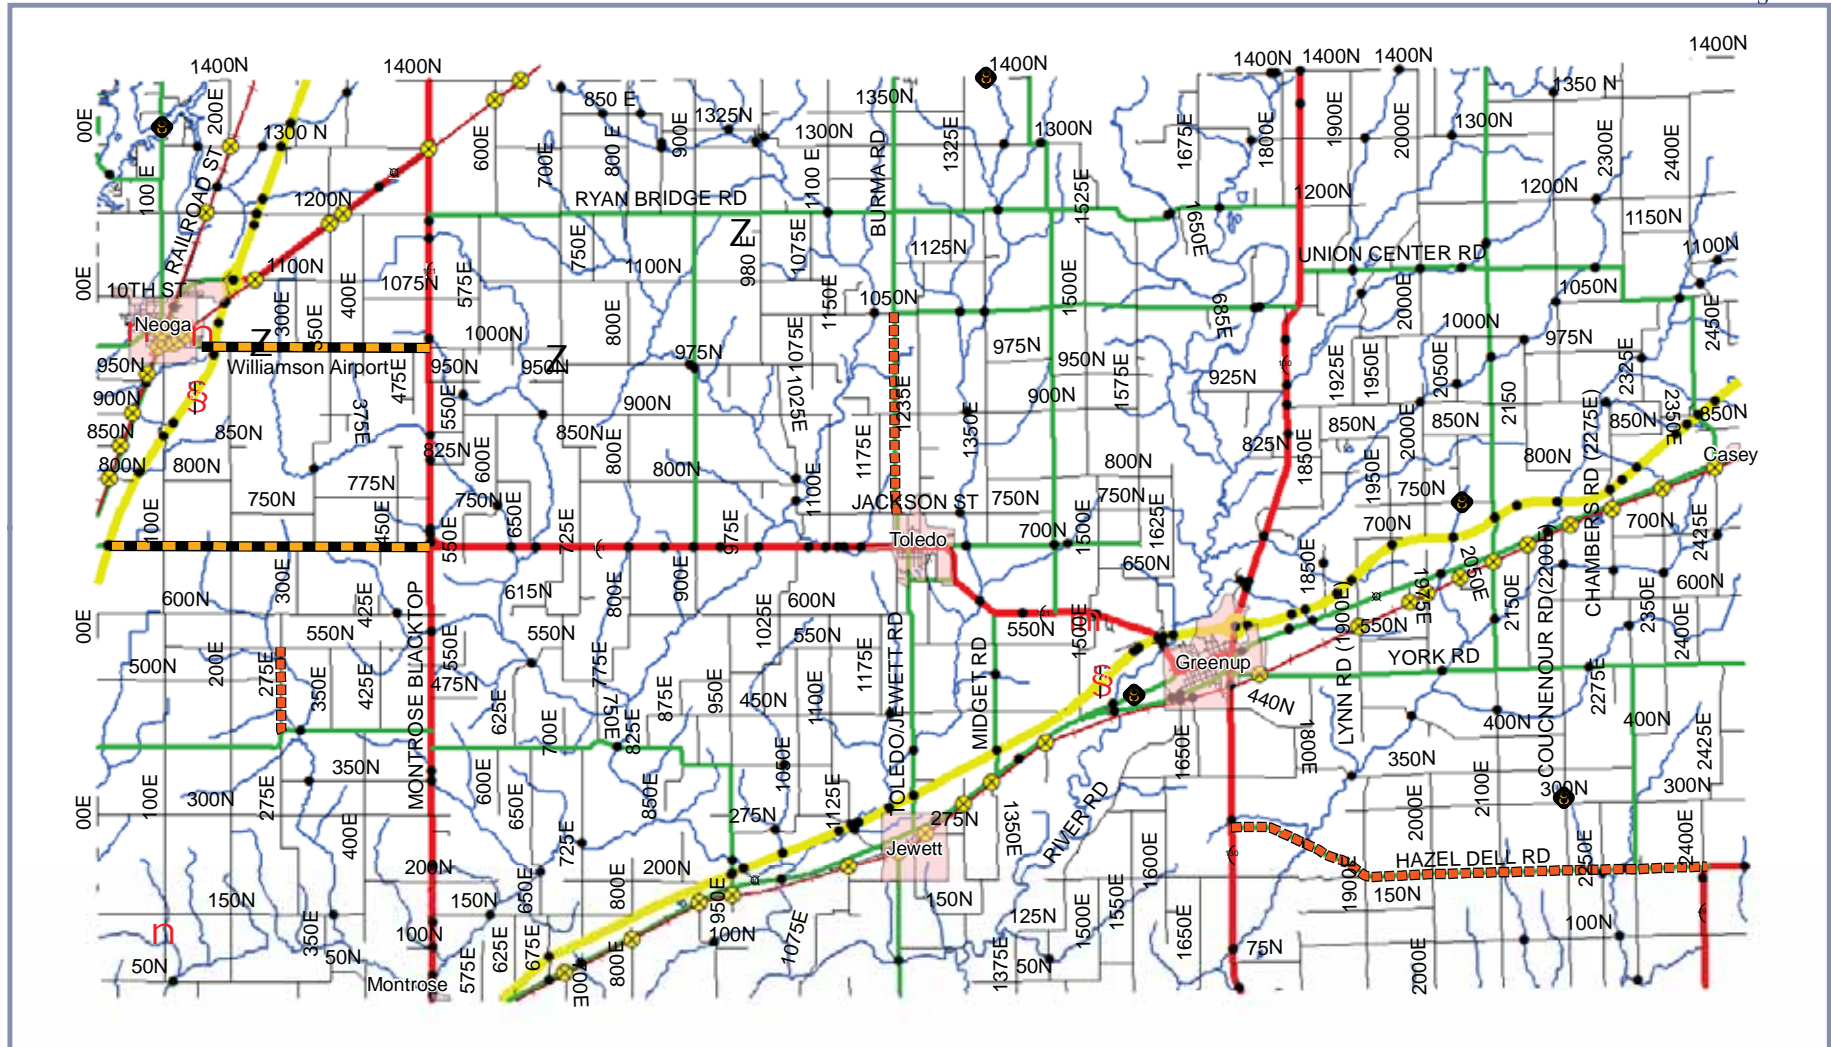 1400N
1400N
1400N
1400N
1400N
1400N
1400N
00E
200E
1300 N
850 E
800 E
900E
1325N
1300N
1350N
1325E
1300N
1675E
1800E
1900E
2000E
1300N
1350 N
2300E
2400E
600E
700E
100 E
RAILROAD ST
1200N
RYAN BRIDGE RD
1100 E
BURMA RD
1525E
1650E
1200N
1200N
1150N
1100N
00E
10TH ST
1100N
1075N
575E
750E
1100N
980 E
1075E
1125N
1150E
1050N
1500E
685E
UNION CENTER RD
2000E
1050N
2450E
Neoga
300E
350E
400E
1000N
800E
1000N
975N
Williamson Airport
950N
950N
950N
975N
1071E
1075E
975N
950N
1575E
925N
1925E
1950E
2050E
2150
2325E
2350E
900N
475E
550E
375E
900N
1025E
1235E
1350E
900N
850N
850N
850N
850N
850N
850N
850N
825N
825N
1850E
2000E
CHAMBERS RD (2275E)
Casey
800N
800N
775N
600E
800E
800N
1175E
1100E
800N
1950E
800N
750N
750N
750N
750N
750N
750N
100E
450E
550E
650E
725E
975E
JACKSON ST
Toledo
700N
1500E
1625E
700N
700N
2425E
650N
600N
300E
425E
615N
800E
900E
600N
1025E
1850E
1975E
2050E
2150E
600N
2350E
2400E
00E
550N
550N
550N
550N
550N
1500E
MONTROSE BLACKTOP
550E
TOLEDO/JEWETT RD
MIDGET RD
Greenup
LYNN RD (1900E)
YORK RD
COUCNENOUR RD(2200E)
500N
200E
275E
350E
425E
475N
625E
700E
775E
750E
825E
875E
950E
450N
1100E
1175E
440N
400N
400N
2275E
2425E
350N
350N
1650E
1800E
100E
00E
300N
275E
400E
600E
650E
725E
850E
1050E
1125E
275N
275N
Jewett
1350E
RIVER RD
1600E
2000E
2100E
300N
300N
2400E
HAZEL DELL RD
2250E
1900E
150N
200N
200N
800E
950E
150N
150N
150N
350E
650E
100N
100N
100N
1075E
125N
1500E
1550E
1650E
75N
50N
50N
50N
Montrose
575E
625E
675E
700E
800E
1375E
2000E